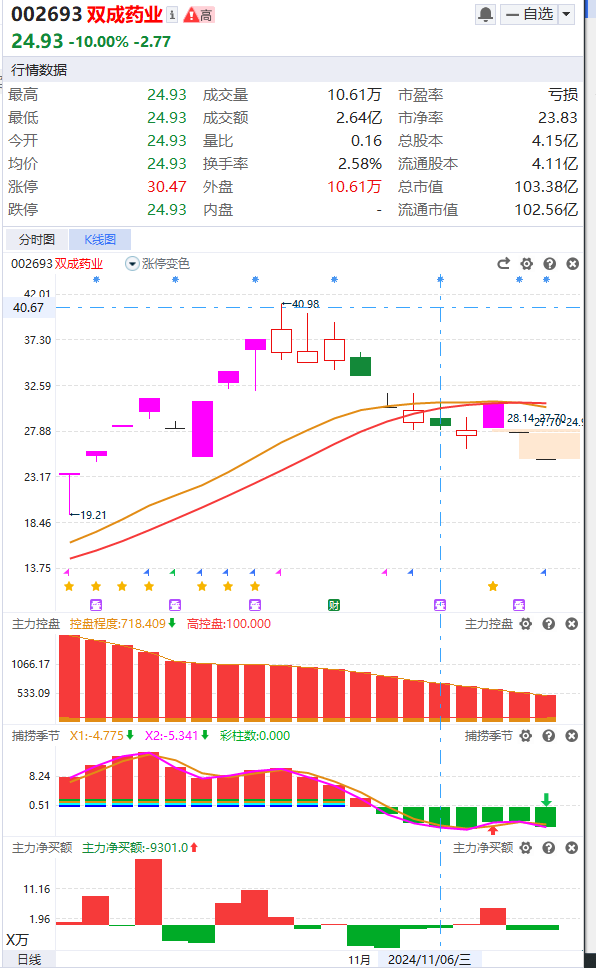 002693 双成药业 高
24.93 -10.00% -2.77
自选
行情数据
最高 24.93 成交量 10.61万 市盈率 亏损
最低 24.93 成交额 2.64亿 市净率 23.83
今开 24.93 量比 0.16 总股本 4.15亿
均价 24.93 换手率 2.58% 流通股本 4.11亿
涨停 30.47 外盘 10.61万 总市值 103.38亿
跌停 24.93 内盘 - 流通市值 102.56亿
分时图 K线图
002693 双成药业 涨停变色
42.01
40.67
40.98
37.30
32.59
28.14-27.70
27.88
23.17
19.21
18.46
13.75
财
主力控盘 控盘程度:718.409 高控盘:100.000 主力控盘
1066.17
533.09
捕捞季节 X1:-4.775 X2:-5.341 彩柱数:0.000 捕捞季节
8.24
0.51
主力净买额 主力净买额:-9301.0 主力净买额
11.16
1.96
X万
日线 11月 2024/11/06/三